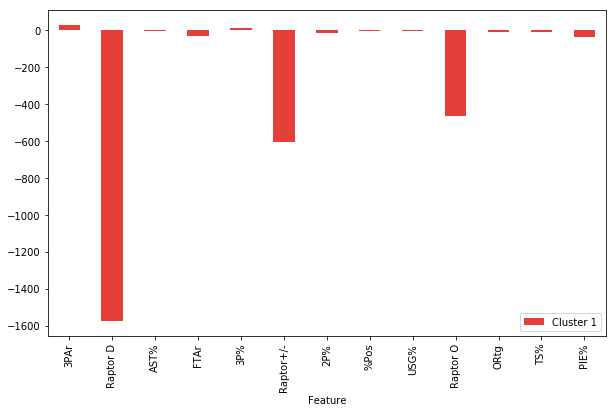 0
−200
−400
−600
−800
−1000
−1200
−1400
−1600
3PAr
Raptor D
AST%
FTAr
3P%
Raptor+/-
2P%
%Pos
USG%
Raptor O
ORtg
TS%
PIE%
Feature
Cluster 1